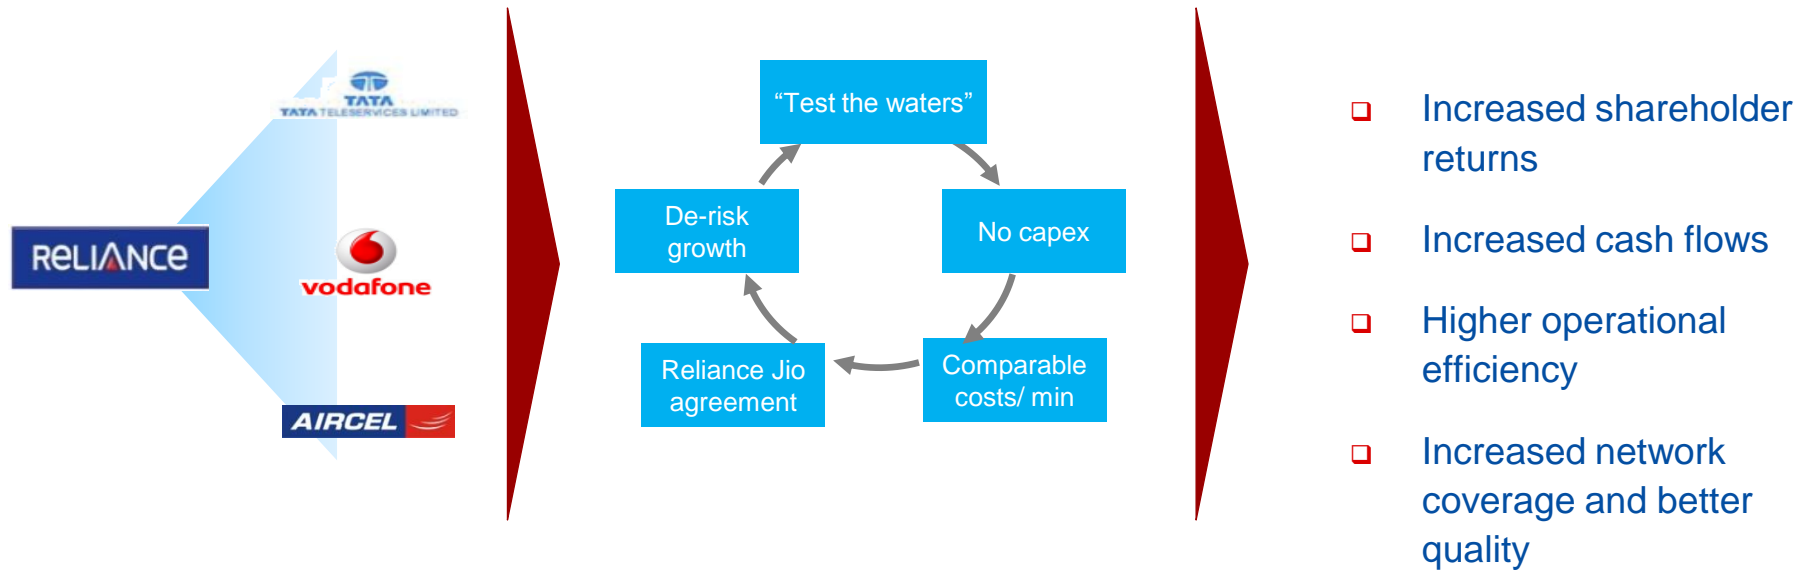 TATA
TATA TELESERVICES LIMITED
RELIANCE
vodafone
AIRCEL
“Test the waters”
No capex
Comparable
costs/ min
Reliance Jio
agreement
De-risk
growth
Increased shareholder
returns
Increased cash flows
Higher operational
efficiency
Increased network
coverage and better
quality